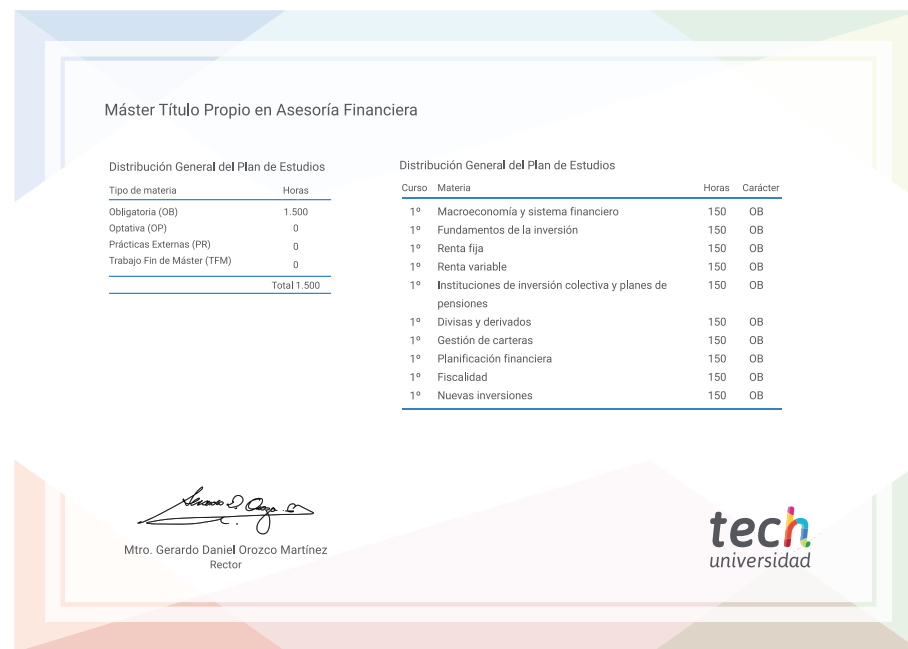 Máster Título Propio en Asesoría Financiera
Distribución General del Plan de Estudios
Tipo de materia Horas
Obligatoria (OB) 1.500
Optativa (OP) 0
Prácticas Externas (PR) 0
Trabajo Fin de Máster (TFM) 0
Total 1.500
Distribución General del Plan de Estudios
Curso Materia Horas Carácter
1º Macroeconomía y sistema financiero 150 OB
1º Fundamentos de la inversión 150 OB
1º Renta fija 150 OB
1º Renta variable 150 OB
1º Instituciones de inversión colectiva y planes de 150 OB
pensiones
1º Divisas y derivados 150 OB
1º Gestión de carteras 150 OB
1º Planificación financiera 150 OB
1º Fiscalidad 150 OB
1º Nuevas inversiones 150 OB
Mtro. Gerardo Daniel Orozco Martínez
Rector
tech
universidad